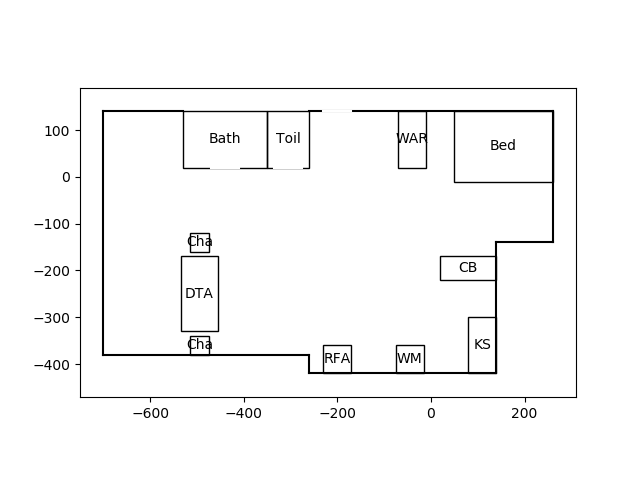 100
0
−100
−200
−300
−400
Bath
Toil
WAR
Bed
Cha
CB
DTA
Cha
RFA
WM
KS
−600
−400
−200
0
200